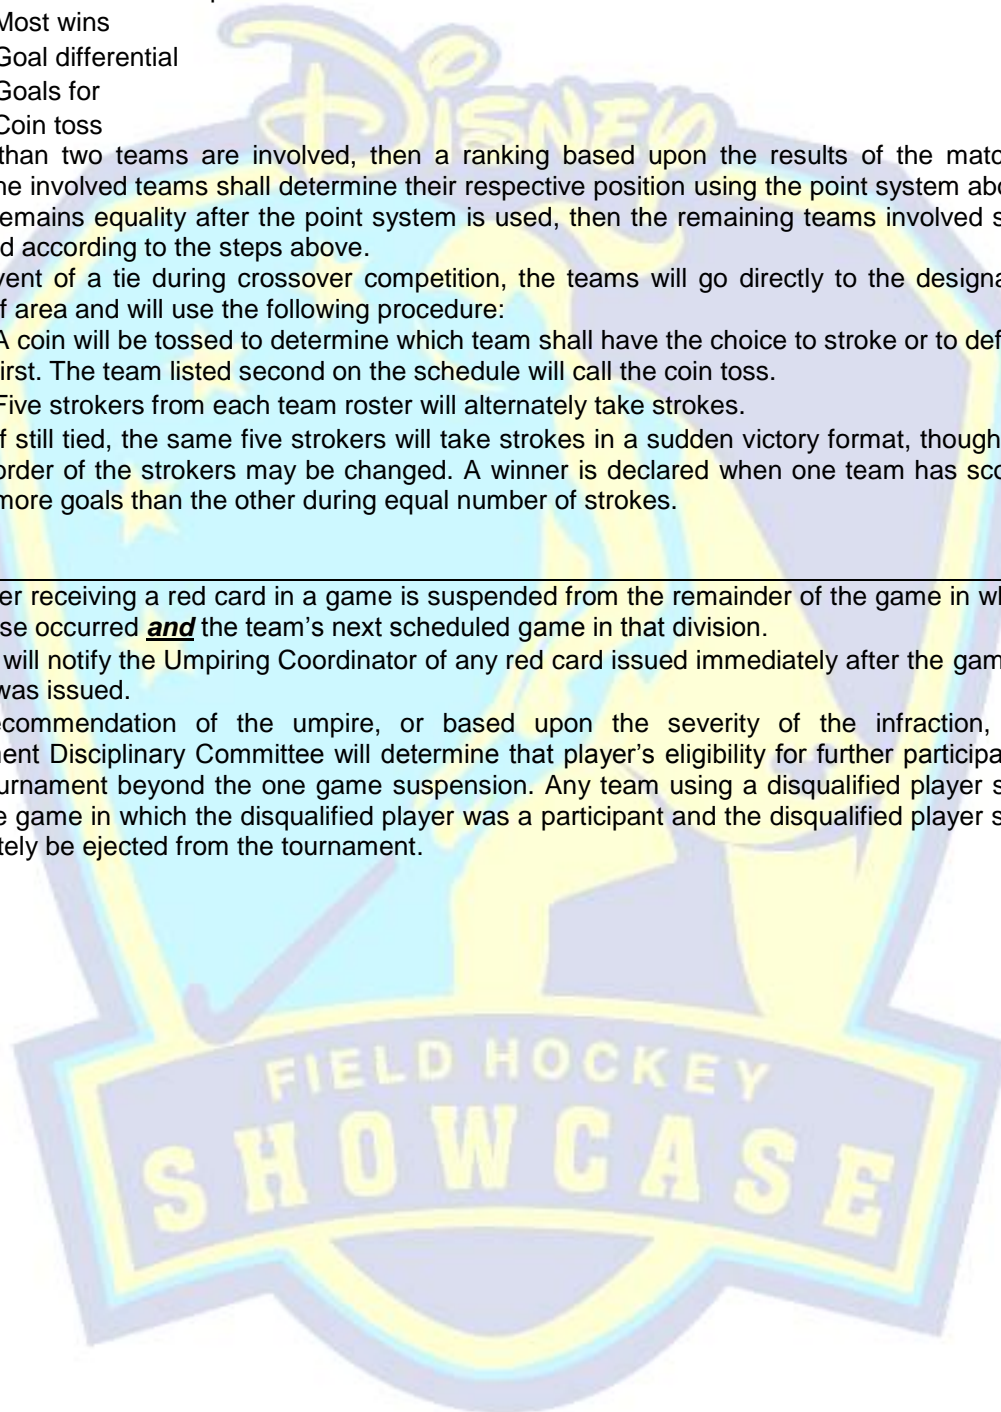 Most wins
Goal differential
Goals for
Coin toss
than two teams are involved, then a ranking based upon the results of the matc
he involved teams shall determine their respective position using the point system abo
remains equality after the point system is used, then the remaining teams involved s
d according to the steps above.
vent of a tie during crossover competition, the teams will go directly to the designa
f area and will use the following procedure:
A coin will be tossed to determine which team shall have the choice to stroke or to def
first. The team listed second on the schedule will call the coin toss.
Five strokers from each team roster will alternately take strokes.
If still tied, the same five strokers will take strokes in a sudden victory format, though
order of the strokers may be changed. A winner is declared when one team has sco
more goals than the other during equal number of strokes.
er receiving a red card in a game is suspended from the remainder of the game in wh
se occurred and the team's next scheduled game in that division.
will notify the Umpiring Coordinator of any red card issued immediately after the gam
was issued.
ecommendation of the umpire, or based upon the severity of the infraction,
ent Disciplinary Committee will determine that player's eligibility for further participa
urnament beyond the one game suspension. Any team using a disqualified player s
e game in which the disqualified player was a participant and the disqualified player s
tely be ejected from the tournament.
DISNEY
FIELD HOCKEY
SHOWCASE